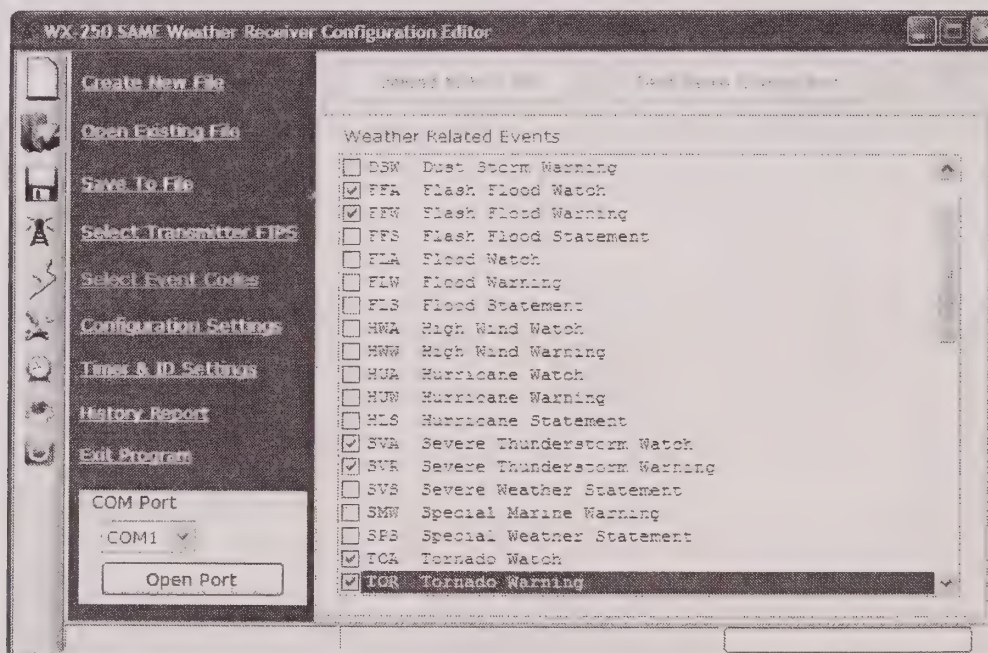 WX-250 SAME Weather Receiver Configuration Editor
Create New File
Open Existing File
Save To File
Select Transmitter FIPS
Select Event Codes
Configuration Settings
Timer & ID Settings
History Report
Exit Program
COM Port
COM1
Open Port
Weather Related Events
DSW Dust Storm Warning
FFA Flash Flood Watch
FFW Flash Flood Warning
FFS Flash Flood Statement
FLA Flood Watch
FLW Flood Warning
FLS Flood Statement
HWA High Wind Watch
HWW High Wind Warning
HUA Hurricane Watch
HUW Hurricane Warning
HLS Hurricane Statement
SVA Severe Thunderstorm Watch
SVR Severe Thunderstorm Warning
SVS Severe Weather Statement
SMW Special Marine Warning
SPS Special Weather Statement
TOA Tornado Watch
TOR Tornado Warning